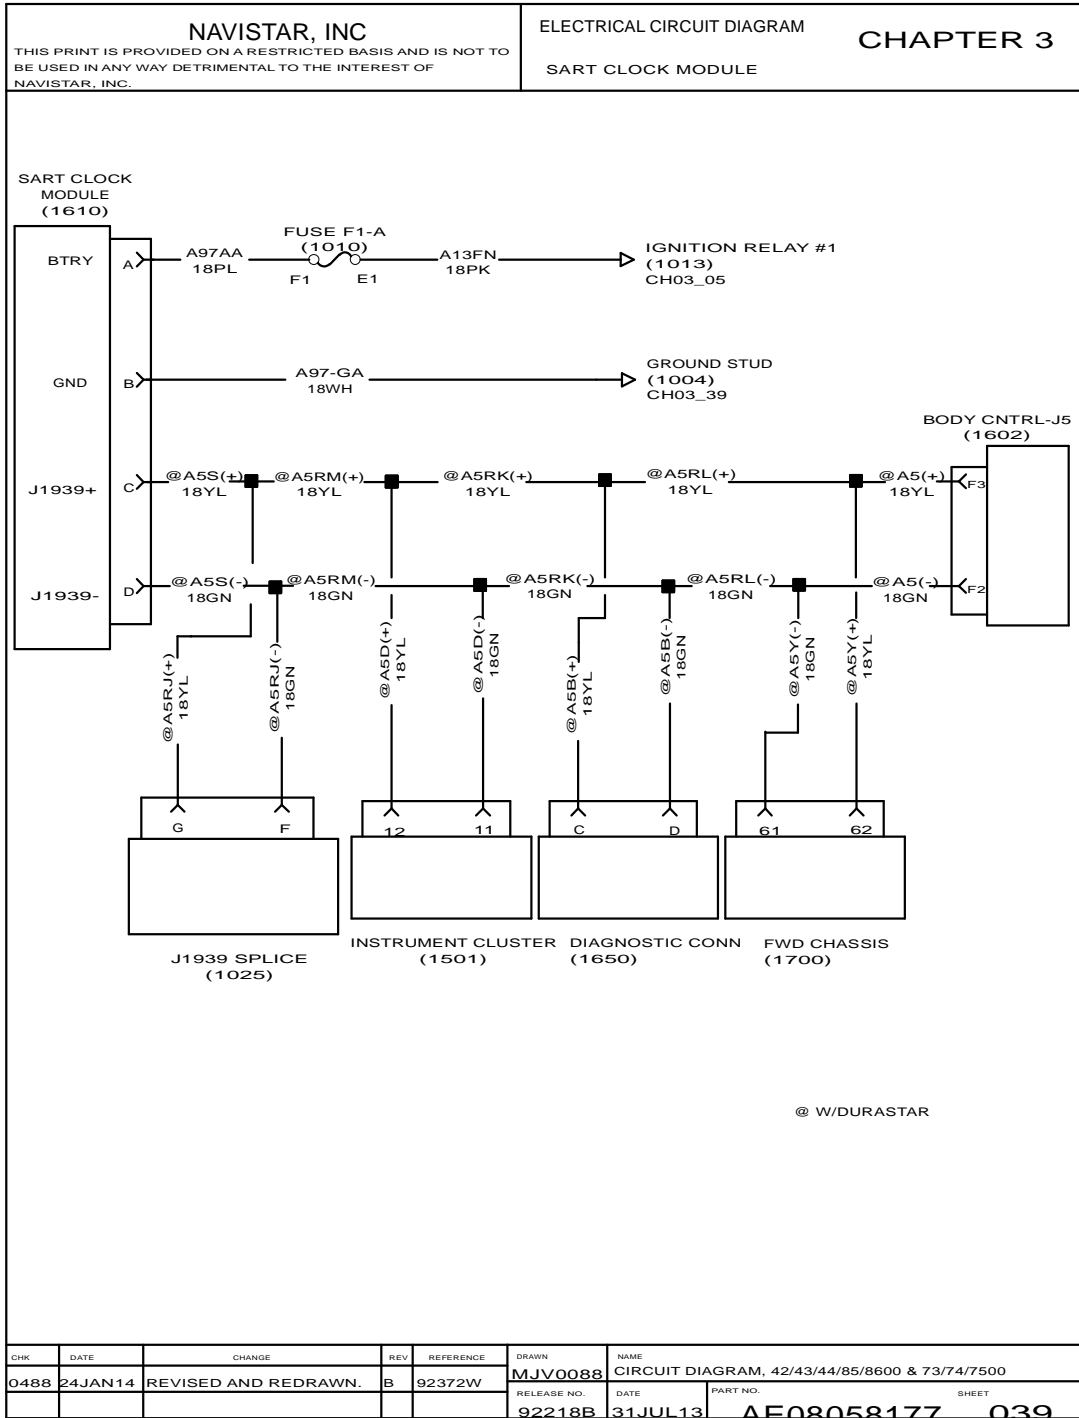 NAVISTAR, INC
THIS PRINT IS PROVIDED ON A RESTRICTED BASIS AND IS NOT TO
BE USED IN ANY WAY DETRIMENTAL TO THE INTEREST OF
NAVISTAR, INC.
ELECTRICAL CIRCUIT DIAGRAM
SART CLOCK MODULE
CHAPTER 3
SART CLOCK
MODULE
(1610)
BTRY
A
A97AA
18PL
FUSE F1-A
(1010)
F1
E1
A13FN
18PK
IGNITION RELAY #1
(1013)
CH03_05
GND
B
A97-GA
18WH
GROUND STUD
(1004)
CH03_39
BODY CNTRL-J5
(1602)
J1939+
C
@A5S(+)
18YL
@A5RM(+)
18YL
@A5RK(+)
18YL
@A5RL(+)
18YL
@A5(+)
18YL
F3
J1939-
D
@A5S(-)
18GN
@A5RM(-)
18GN
@A5RK(-)
18GN
@A5RL(-)
18GN
@A5(-)
18GN
F2
@A5RJ(+)
18YL
@A5RJ(-)
18GN
@A5D(+)
18YL
@A5D(-)
18GN
@A5B(+)
18YL
@A5B(-)
18GN
@A5Y(-)
18GN
@A5Y(+)
18YL
G
F
12
11
C
D
61
62
J1939 SPLICE
(1025)
INSTRUMENT CLUSTER
(1501)
DIAGNOSTIC CONN
(1650)
FWD CHASSIS
(1700)
@ W/DURASTAR
CHK
DATE
CHANGE
REV
REFERENCE
0488
24JAN14
REVISED AND REDRAWN.
B
92372W
DRAWN
MJV0088
NAME
CIRCUIT DIAGRAM, 42/43/44/85/8600 & 73/74/7500
RELEASE NO.
92218B
DATE
31JUL13
PART NO.
AE08058177
SHEET
039